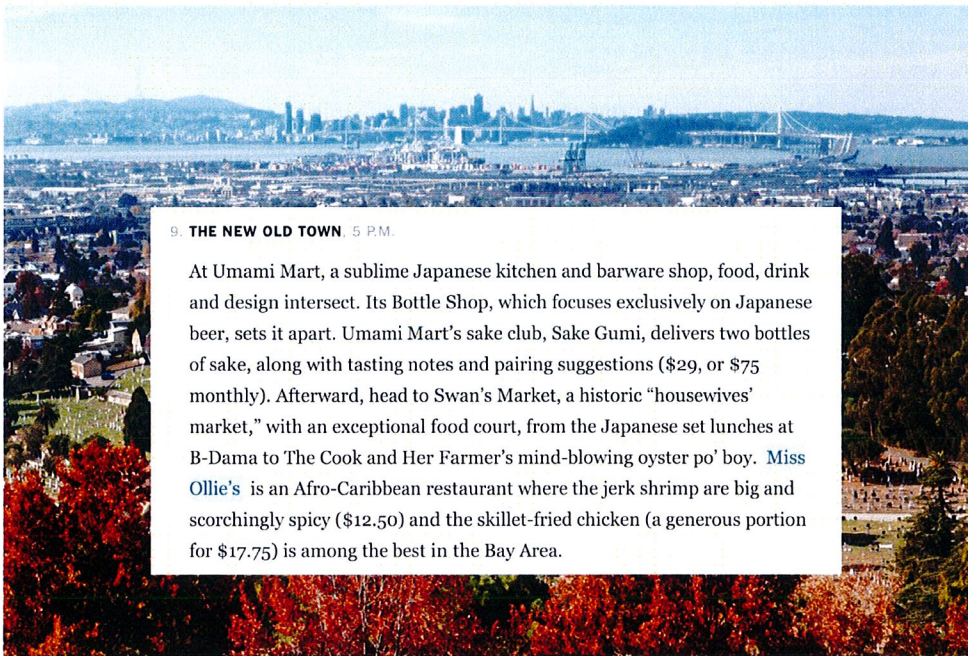 9. THE NEW OLD TOWN, 5 P.M.
At Umami Mart, a sublime Japanese kitchen and barware shop, food, drink
and design intersect. Its Bottle Shop, which focuses exclusively on Japanese
beer, sets it apart. Umami Mart's sake club, Sake Gumi, delivers two bottles
of sake, along with tasting notes and pairing suggestions ($29, or $75
monthly). Afterward, head to Swan's Market, a historic “housewives'
market,” with an exceptional food court, from the Japanese set lunches at
B-Dama to The Cook and Her Farmer's mind-blowing oyster po' boy. Miss
Ollie's is an Afro-Caribbean restaurant where the jerk shrimp are big and
scorchingly spicy ($12.50) and the skillet-fried chicken (a generous portion
for $17.75) is among the best in the Bay Area.